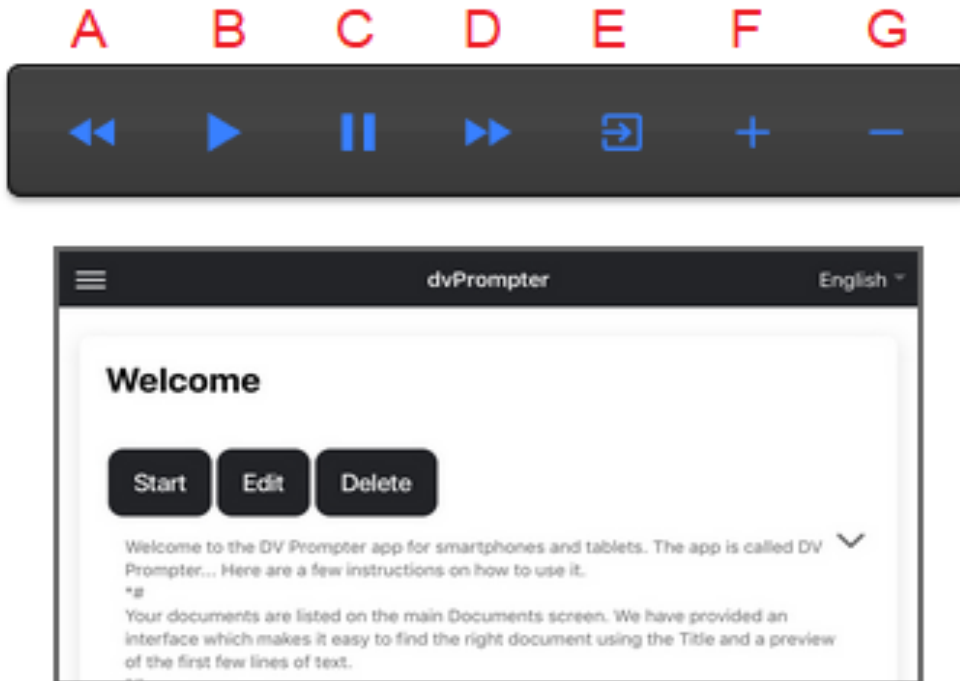 A B C D E F G
dvPrompter English
Welcome
Start Edit Delete
Welcome to the DV Prompter app for smartphones and tablets. The app is called DV
Prompter... Here are a few instructions on how to use it.
*#
Your documents are listed on the main Documents screen. We have provided an
interface which makes it easy to find the right document using the Title and a preview
of the first few lines of text.